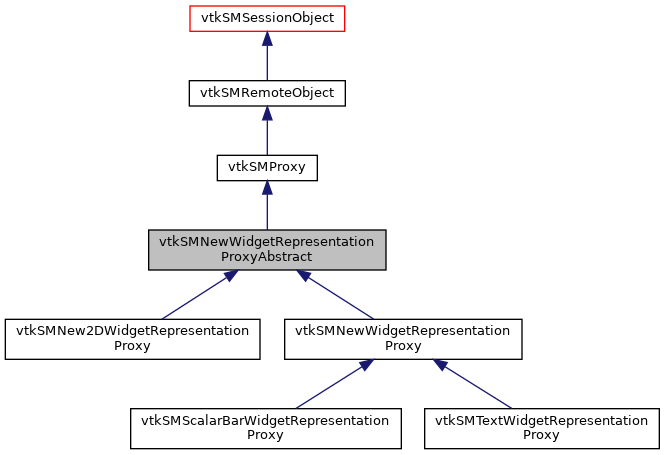 vtkSMSessionObject
vtkSMRemoteObject
vtkSMProxy
vtkSMNewWidgetRepresentation
ProxyAbstract
vtkSMNew2DWidgetRepresentation
Proxy
vtkSMNewWidgetRepresentation
Proxy
vtkSMScalarBarWidgetRepresentation
Proxy
vtkSMTextWidgetRepresentation
Proxy